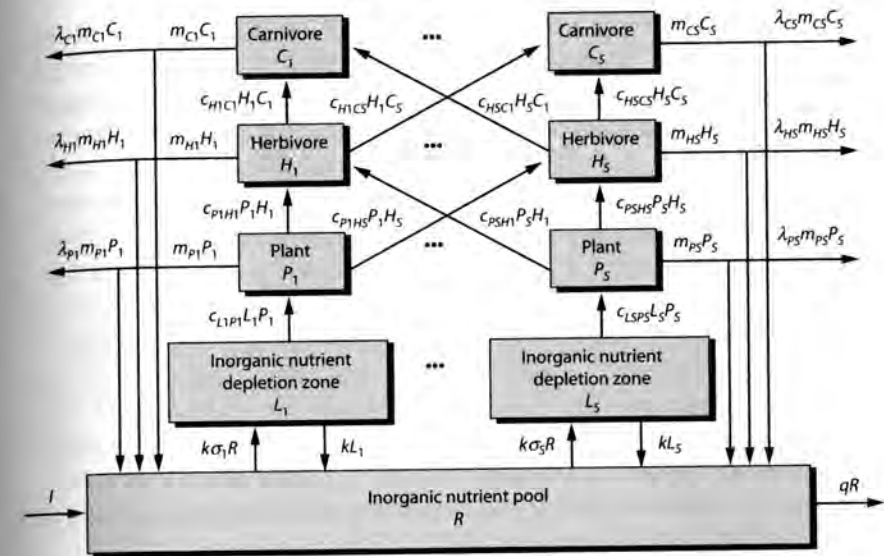 λC1mC1C1 mC1C1 Carnivore C1 ... Carnivore CS mCSCS λCSmCSCS
cH1C1H1C1 cH1CSH1CS cHSC1HSC1 cHSCSHSCS
λH1mH1H1 mH1H1 Herbivore H1 ... Herbivore HS mHSHS λHSmHSHS
cP1H1P1H1 cP1HSP1HS cPSH1PSH1 cPSHSPSHS
λP1mP1P1 mP1P1 Plant P1 ... Plant PS mPSPS λPSmPSPS
cL1P1L1P1 cLSPSLSPS
Inorganic nutrient
depletion zone
L1
...
Inorganic nutrient
depletion zone
LS
kσ1R kL1 kσSR kLS
I
Inorganic nutrient pool
R
qR